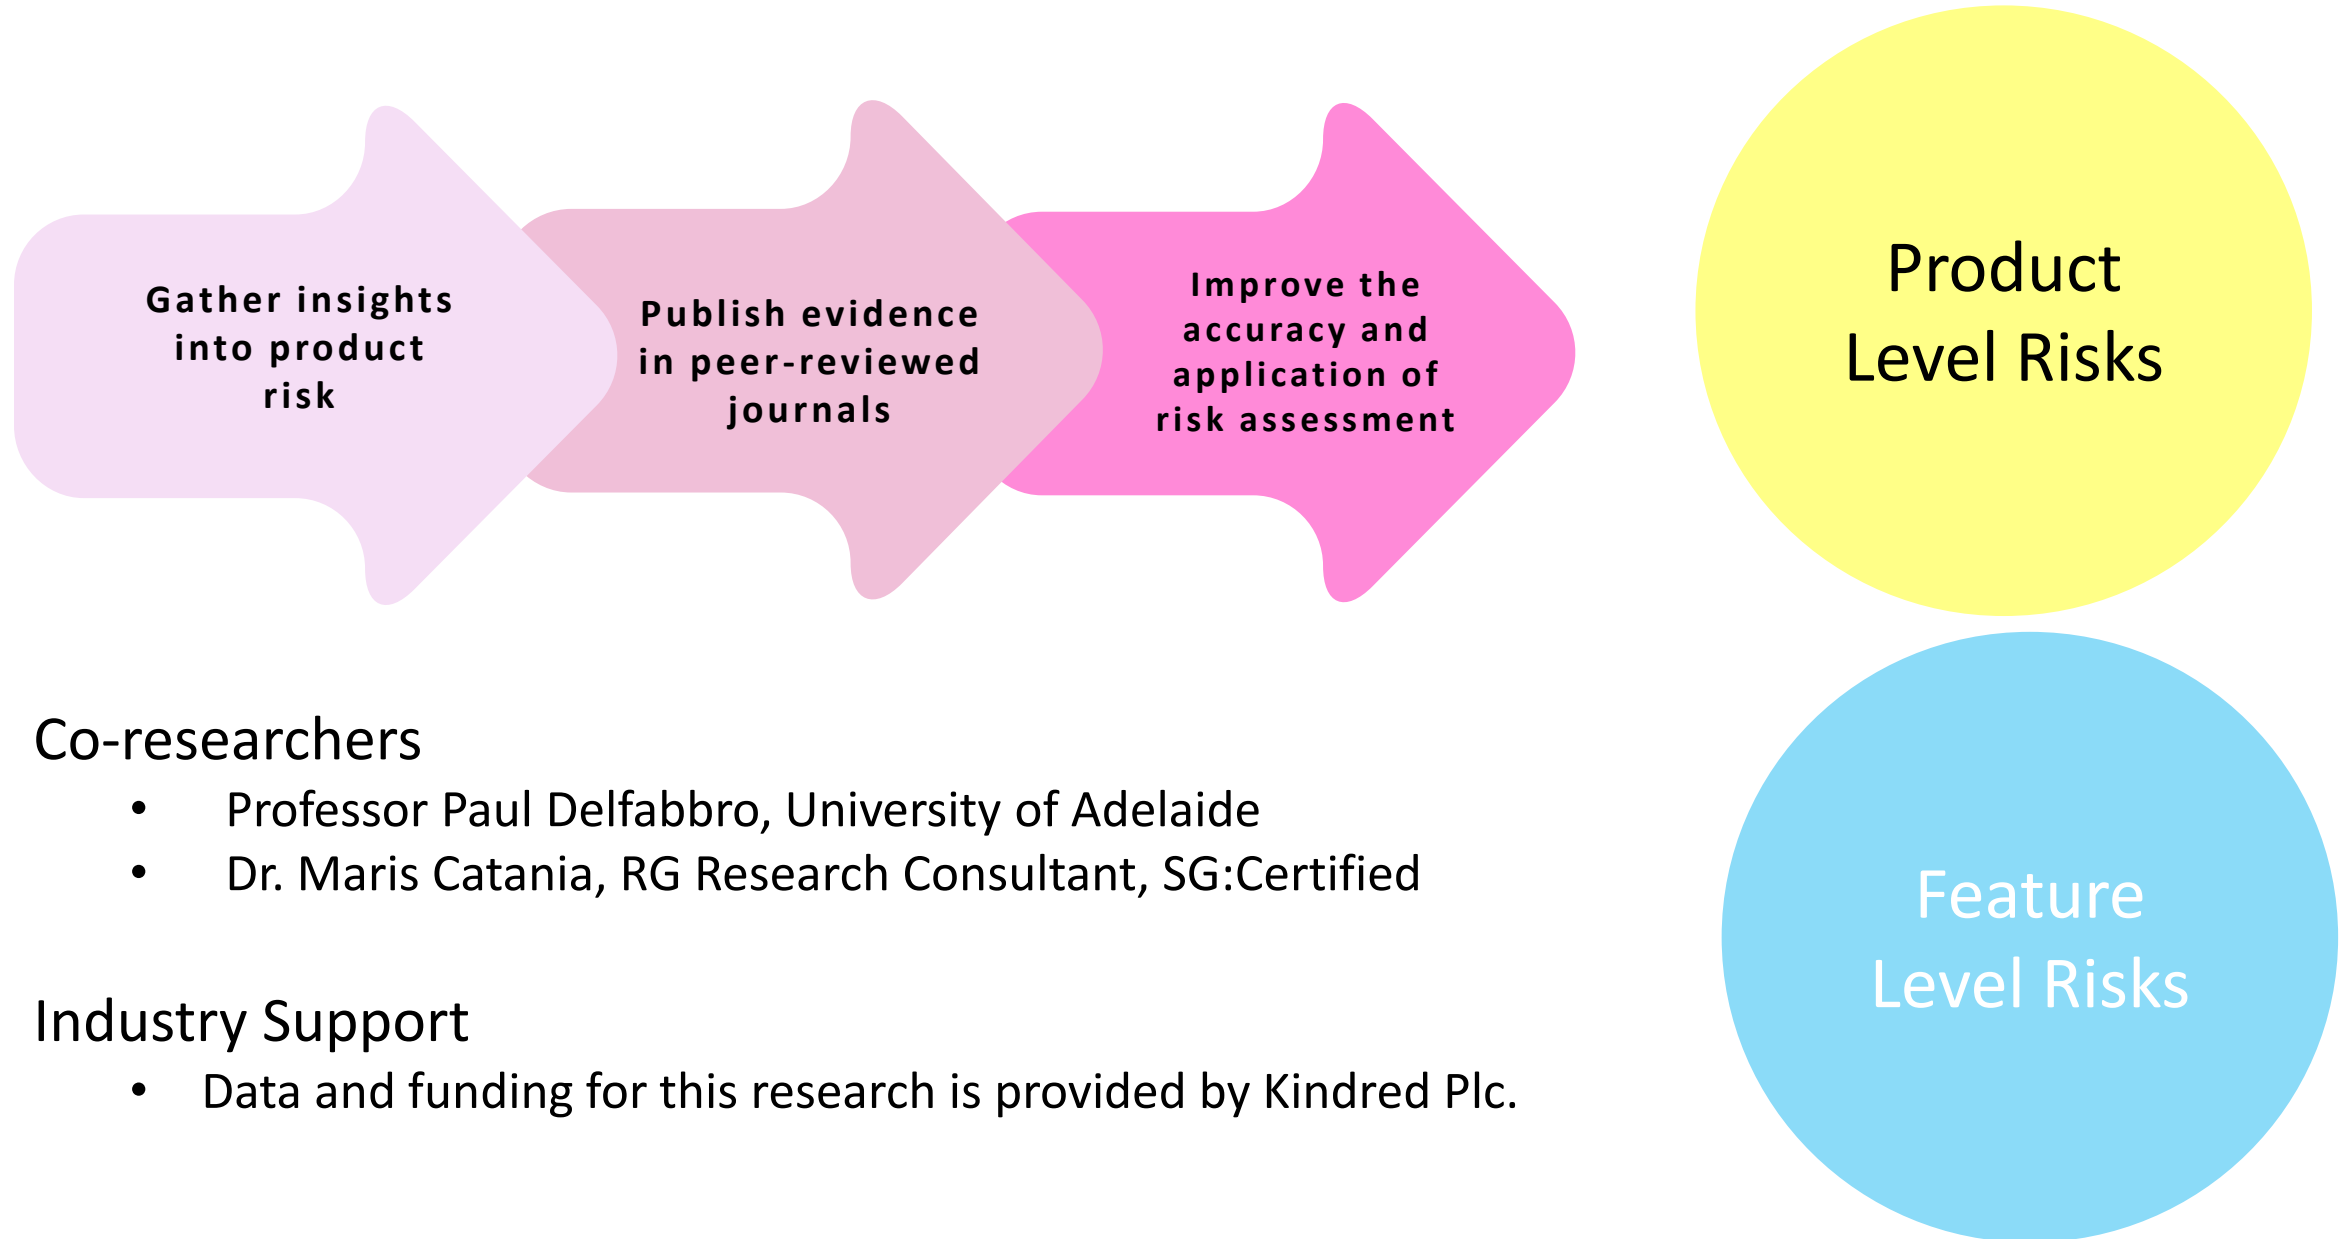 Gather insights
into product
risk
Publish evidence
in peer-reviewed
journals
Improve the
accuracy and
application of
risk assessment
Product
Level Risks
Co-researchers
• Professor Paul Delfabbro, University of Adelaide
• Dr. Maris Catania, RG Research Consultant, SG:Certified
Industry Support
• Data and funding for this research is provided by Kindred Plc.
Feature
Level Risks